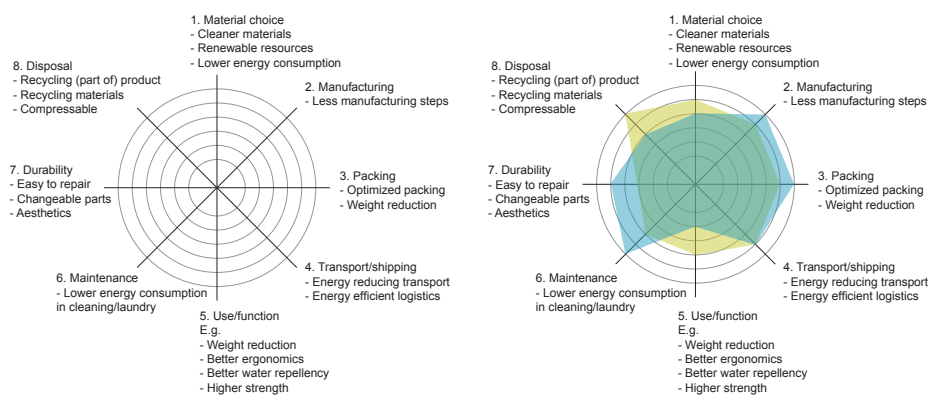 1. Material choice
- Cleaner materials
- Renewable resources
- Lower energy consumption
2. Manufacturing
- Less manufacturing steps
3. Packing
- Optimized packing
- Weight reduction
4. Transport/shipping
- Energy reducing transport
- Energy efficient logistics
5. Use/function
E.g.
- Weight reduction
- Better ergonomics
- Better water repellency
- Higher strength
6. Maintenance
- Lower energy consumption
in cleaning/laundry
7. Durability
- Easy to repair
- Changeable parts
- Aesthetics
8. Disposal
- Recycling (part of) product
- Recycling materials
- Compressable
1. Material choice
- Cleaner materials
- Renewable resources
- Lower energy consumption
2. Manufacturing
- Less manufacturing steps
3. Packing
- Optimized packing
- Weight reduction
4. Transport/shipping
- Energy reducing transport
- Energy efficient logistics
5. Use/function
E.g.
- Weight reduction
- Better ergonomics
- Better water repellency
- Higher strength
6. Maintenance
- Lower energy consumption
in cleaning/laundry
7. Durability
- Easy to repair
- Changeable parts
- Aesthetics
8. Disposal
- Recycling (part of) product
- Recycling materials
- Compressable